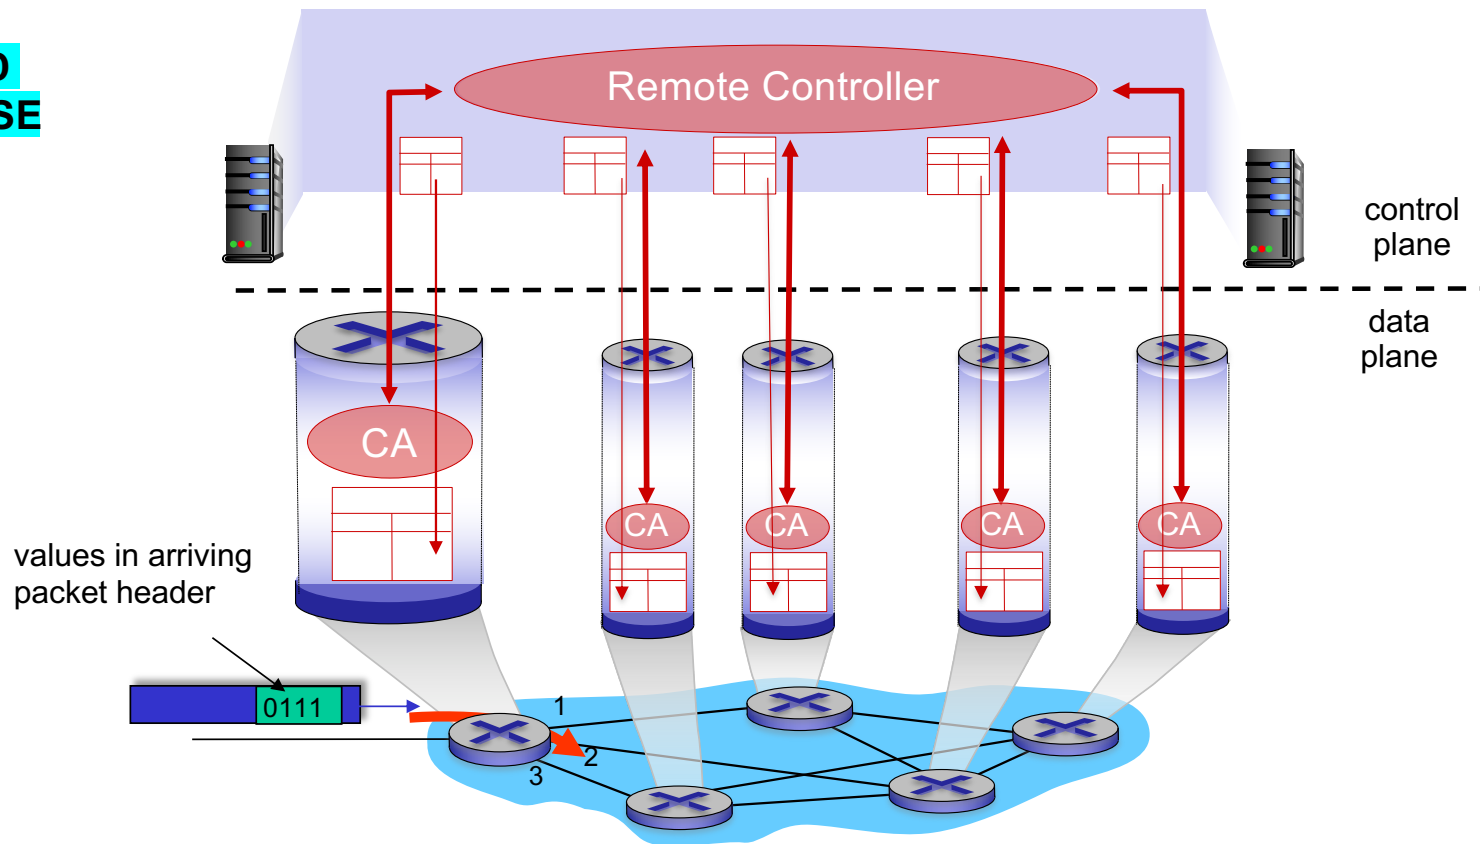 Remote Controller
control
plane
data
plane
CA
CA
CA
CA
CA
values in arriving
packet header
0111
1
2
3